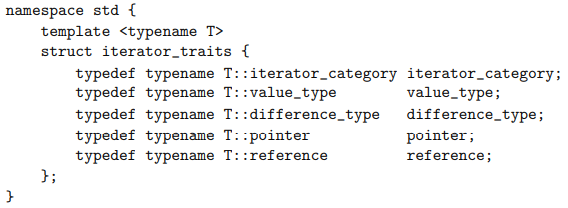 namespace std {
    template <typename T>
    struct iterator_traits {
        typedef typename T::iterator_category iterator_category;
        typedef typename T::value_type        value_type;
        typedef typename T::difference_type   difference_type;
        typedef typename T::pointer           pointer;
        typedef typename T::reference         reference;
    };
}